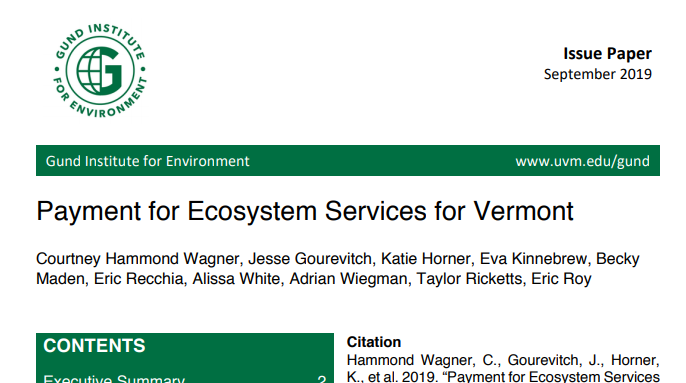 GUND INSTITUTE
FOR ENVIRONMENT
Issue Paper
September 2019
Gund Institute for Environment www.uvm.edu/gund
Payment for Ecosystem Services for Vermont
Courtney Hammond Wagner, Jesse Gourevitch, Katie Horner, Eva Kinnebrew, Becky
Maden, Eric Recchia, Alissa White, Adrian Wiegman, Taylor Ricketts, Eric Roy
CONTENTS
Executive Summary 2
Citation
Hammond Wagner, C., Gourevitch, J., Horner,
K., et al. 2019. “Payment for Ecosystem Services